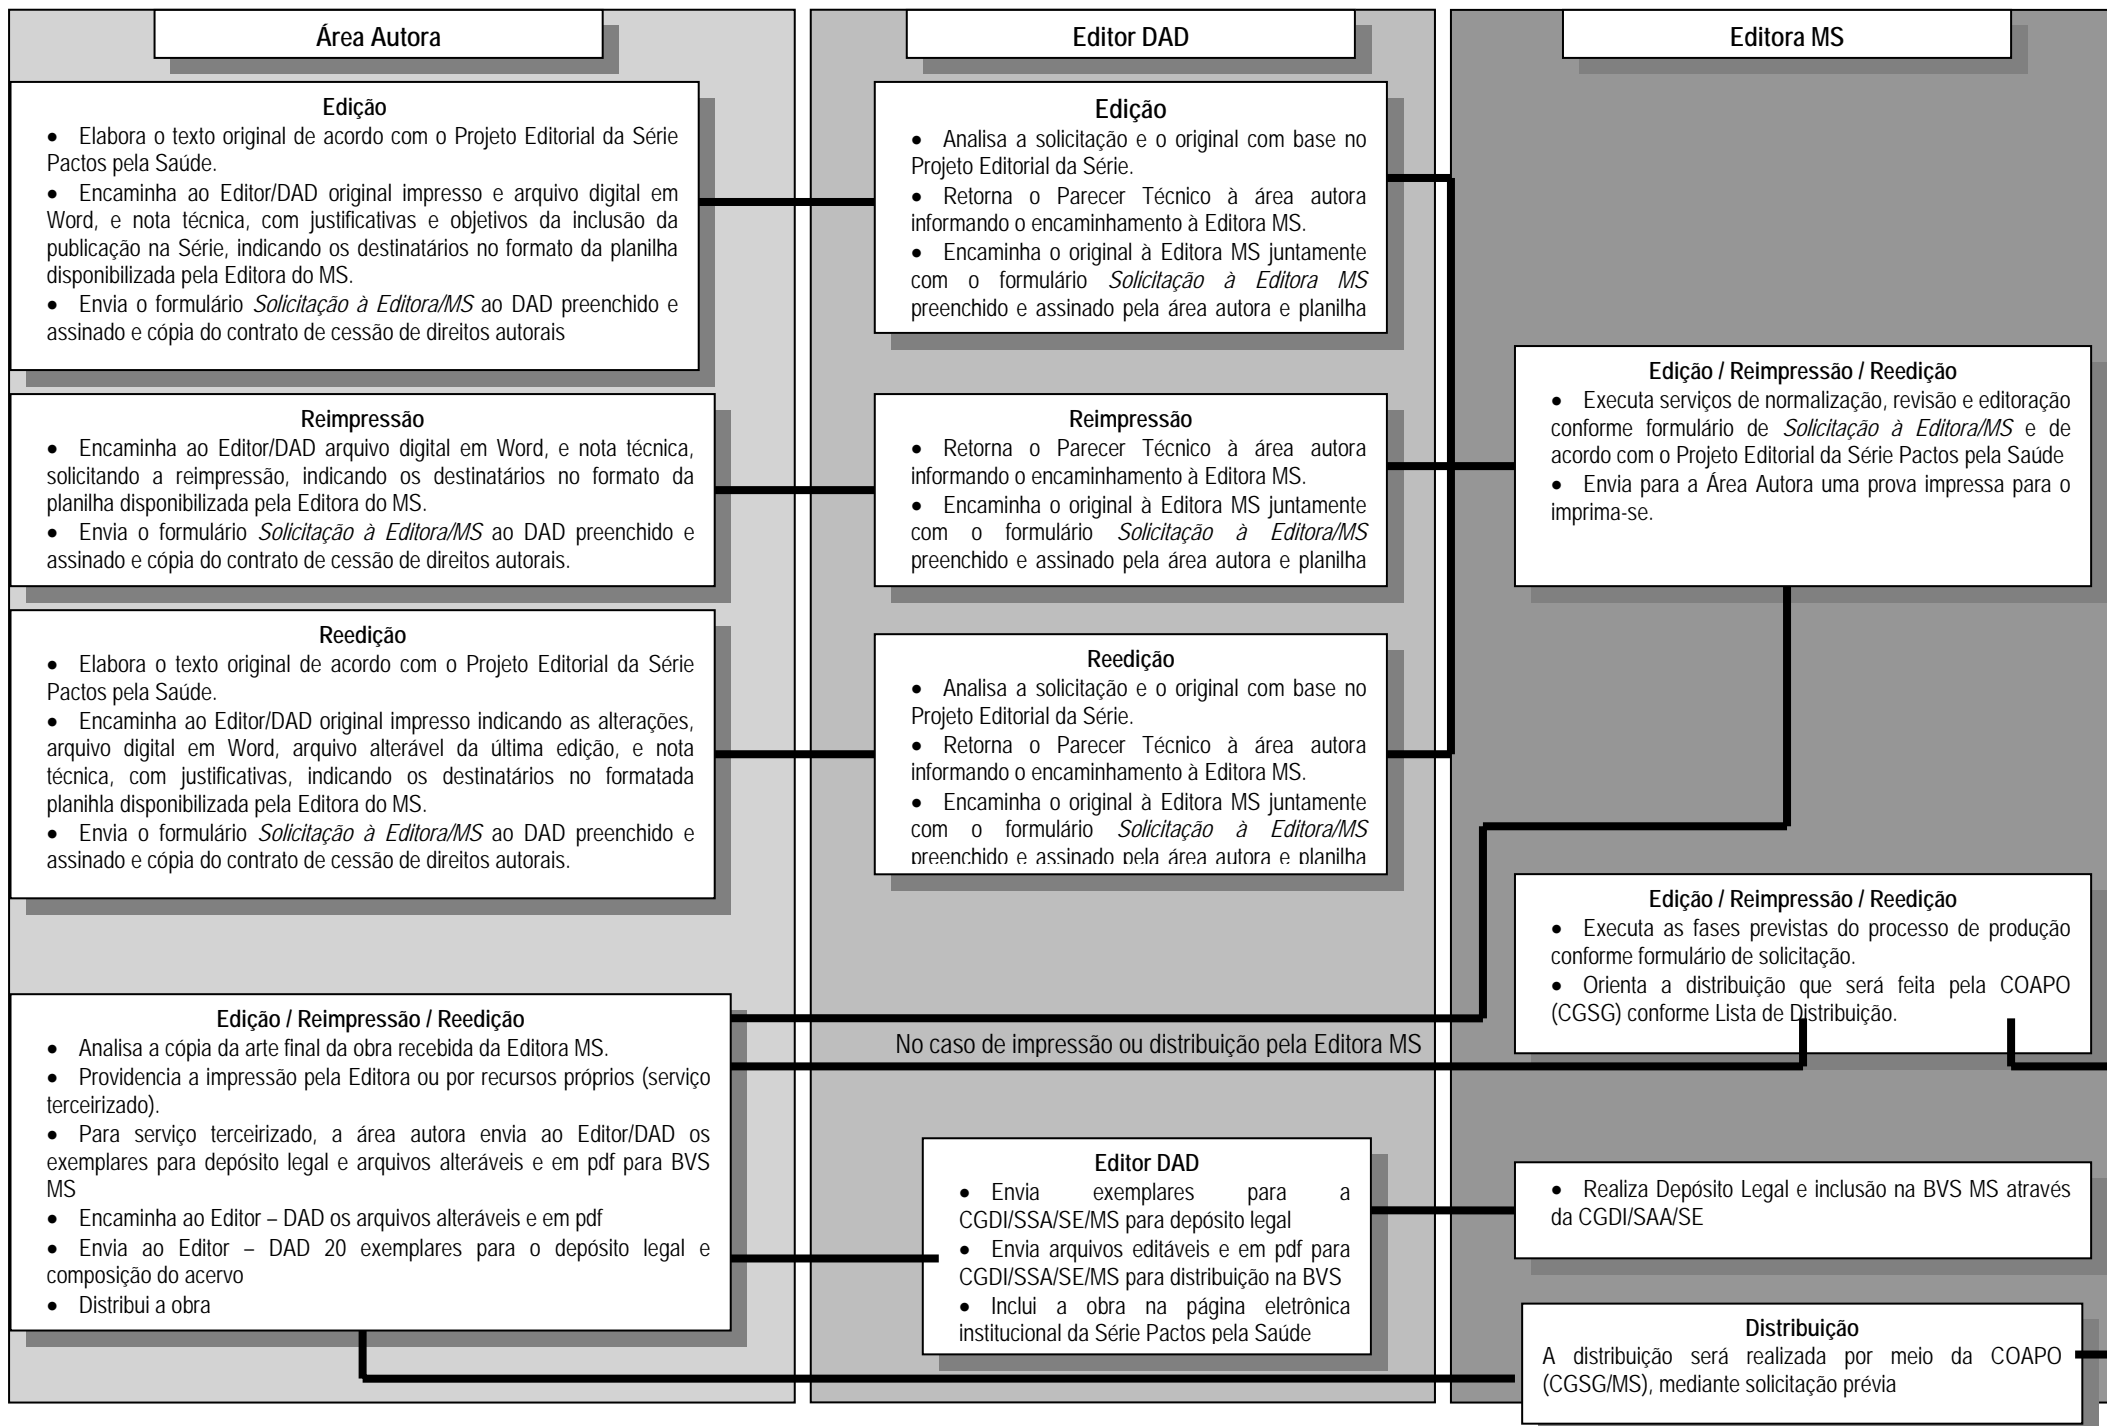 Área Autora
Edição
• Elabora o texto original de acordo com o Projeto Editorial da Série
Pactos pela Saúde.
• Encaminha ao Editor/DAD original impresso e arquivo digital em
Word, e nota técnica, com justificativas e objetivos da inclusão da
publicação na Série, indicando os destinatários no formato da planilha
disponibilizada pela Editora do MS.
• Envia o formulário Solicitação à Editora/MS ao DAD preenchido e
assinado e cópia do contrato de cessão de direitos autorais
Reimpressão
• Encaminha ao Editor/DAD arquivo digital em Word, e nota técnica,
solicitando a reimpressão, indicando os destinatários no formato da
planilha disponibilizada pela Editora do MS.
• Envia o formulário Solicitação à Editora/MS ao DAD preenchido e
assinado e cópia do contrato de cessão de direitos autorais.
Reedição
• Elabora o texto original de acordo com o Projeto Editorial da Série
Pactos pela Saúde.
• Encaminha ao Editor/DAD original impresso indicando as alterações,
arquivo digital em Word, arquivo alterável da última edição, e nota
técnica, com justificativas, indicando os destinatários no formatada
planihla disponibilizada pela Editora do MS.
• Envia o formulário Solicitação à Editora/MS ao DAD preenchido e
assinado e cópia do contrato de cessão de direitos autorais.
Edição / Reimpressão / Reedição
• Analisa a cópia da arte final da obra recebida da Editora MS.
• Providencia a impressão pela Editora ou por recursos próprios (serviço
terceirizado).
• Para serviço terceirizado, a área autora envia ao Editor/DAD os
exemplares para depósito legal e arquivos alteráveis e em pdf para BVS
MS
• Encaminha ao Editor – DAD os arquivos alteráveis e em pdf
• Envia ao Editor – DAD 20 exemplares para o depósito legal e
composição do acervo
• Distribui a obra
Editor DAD
Edição
• Analisa a solicitação e o original com base no
Projeto Editorial da Série.
• Retorna o Parecer Técnico à área autora
informando o encaminhamento à Editora MS.
• Encaminha o original à Editora MS juntamente
com o formulário Solicitação à Editora MS
preenchido e assinado pela área autora e planilha
Reimpressão
• Retorna o Parecer Técnico à área autora
informando o encaminhamento à Editora MS.
• Encaminha o original à Editora MS juntamente
com o formulário Solicitação à Editora/MS
preenchido e assinado pela área autora e planilha
Reedição
• Analisa a solicitação e o original com base no
Projeto Editorial da Série.
• Retorna o Parecer Técnico à área autora
informando o encaminhamento à Editora MS.
• Encaminha o original à Editora MS juntamente
com o formulário Solicitação à Editora/MS
preenchido e assinado pela área autora e planilha
No caso de impressão ou distribuição pela Editora MS
Editor DAD
• Envia exemplares para a
CGDI/SSA/SE/MS para depósito legal
• Envia arquivos editáveis e em pdf para
CGDI/SSA/SE/MS para distribuição na BVS
• Inclui a obra na página eletrônica
institucional da Série Pactos pela Saúde
Editora MS
Edição / Reimpressão / Reedição
• Executa serviços de normalização, revisão e editoração
conforme formulário de Solicitação à Editora/MS e de
acordo com o Projeto Editorial da Série Pactos pela Saúde
• Envia para a Área Autora uma prova impressa para o
imprima-se.
Edição / Reimpressão / Reedição
• Executa as fases previstas do processo de produção
conforme formulário de solicitação.
• Orienta a distribuição que será feita pela COAPO
(CGSG) conforme Lista de Distribuição.
• Realiza Depósito Legal e inclusão na BVS MS através
da CGDI/SAA/SE
Distribuição
A distribuição será realizada por meio da COAPO
(CGSG/MS), mediante solicitação prévia